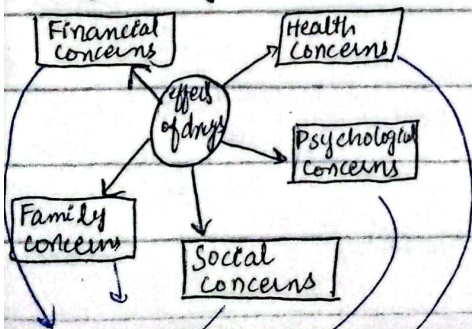 Financial
concerns
Health
concerns
effects
of drugs
Psychological
concerns
Family
concerns
Social
concerns